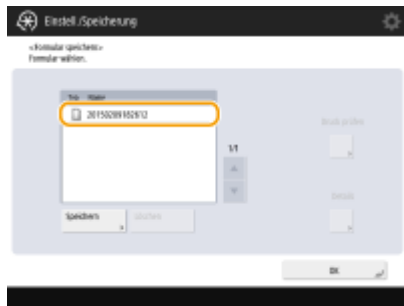 Einstell./Speicherung
<Formular speichern>
Formular wählen.
Typ Name
20150209102612
1/1
Druck prüfen
Speichern
Löschen
Details
OK